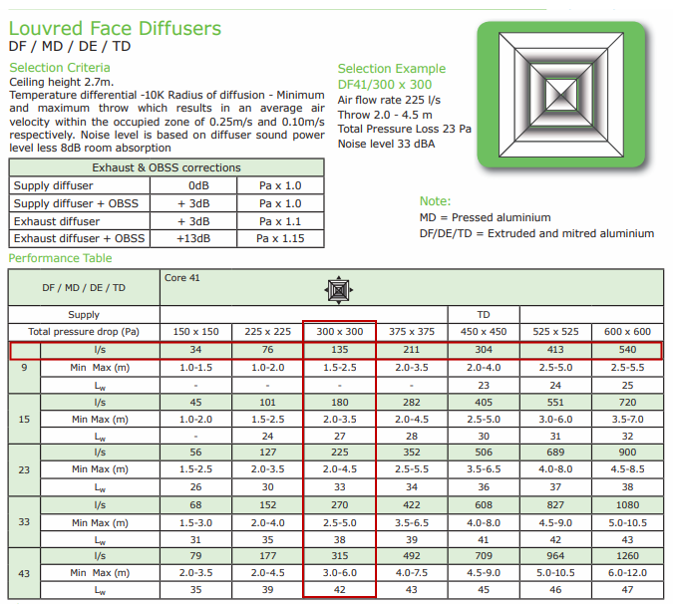 Louvred Face Diffusers
DF / MD / DE / TD
Selection Criteria
Ceiling height 2.7m.
Temperature differential -10K Radius of diffusion - Minimum
and maximum throw which results in an average air
velocity within the occupied zone of 0.25m/s and 0.10m/s
respectively. Noise level is based on diffuser sound power
level less 8dB room absorption
Selection Example
DF41/300 x 300
Air flow rate 225 l/s
Throw 2.0 - 4.5 m
Total Pressure Loss 23 Pa
Noise level 33 dBA
Exhaust & OBSS corrections
Supply diffuser 0dB Pa x 1.0
Supply diffuser + OBSS + 3dB Pa x 1.0
Exhaust diffuser + 3dB Pa x 1.1
Exhaust diffuser + OBSS +13dB Pa x 1.15
Note:
MD = Pressed aluminium
DF/DE/TD = Extruded and mitred aluminium
Performance Table
DF / MD / DE / TD Core 41
Supply TD
Total pressure drop (Pa) 150 x 150 225 x 225 300 x 300 375 x 375 450 x 450 525 x 525 600 x 600
l/s 34 76 135 211 304 413 540
9 Min Max (m) 1.0-1.5 1.0-2.0 1.5-2.5 2.0-3.5 2.0-4.0 2.5-5.0 2.5-5.5
Lw - - - - 23 24 25
l/s 45 101 180 282 405 551 720
15 Min Max (m) 1.0-2.0 1.5-2.5 2.0-3.5 2.0-4.5 2.5-5.0 3.0-6.0 3.5-7.0
Lw - 24 27 28 30 31 32
l/s 56 127 225 352 506 689 900
23 Min Max (m) 1.5-2.5 2.0-3.5 2.0-4.5 2.5-5.5 3.5-6.5 4.0-8.0 4.5-8.5
Lw 26 30 33 34 36 37 38
l/s 68 152 270 422 608 827 1080
33 Min Max (m) 1.5-3.0 2.0-4.0 2.5-5.0 3.5-6.5 4.0-8.0 4.5-9.0 5.0-10.5
Lw 31 35 38 39 41 42 43
l/s 79 177 315 492 709 964 1260
43 Min Max (m) 2.0-3.5 2.0-4.5 3.0-6.0 4.0-7.5 4.5-9.0 5.0-10.5 6.0-12.0
Lw 35 39 42 43 45 46 47